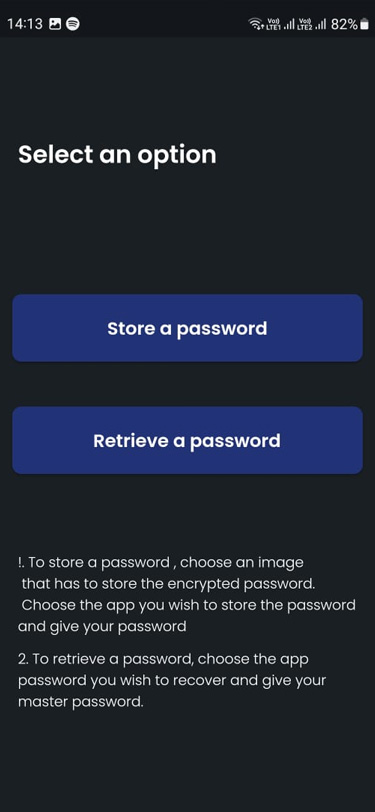 14:13
Vo)) LTE1 Vo)) LTE2 82%
Select an option
Store a password
Retrieve a password
!. To store a password , choose an image
that has to store the encrypted password.
Choose the app you wish to store the password
and give your password
2. To retrieve a password, choose the app
password you wish to recover and give your
master password.